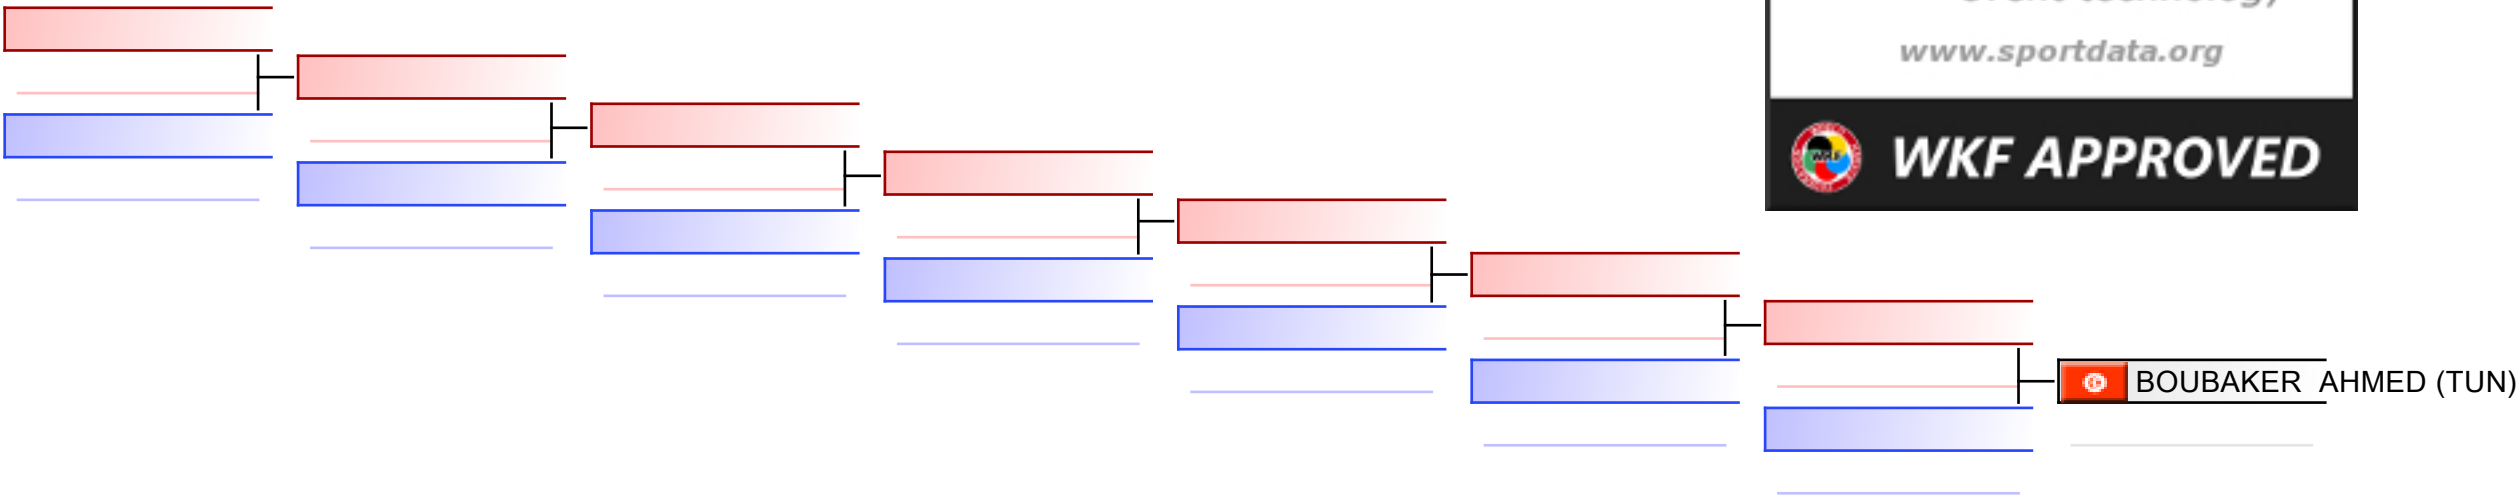 www.sportdata.org
WKF APPROVED
BOUBAKER AHMED (TUN)